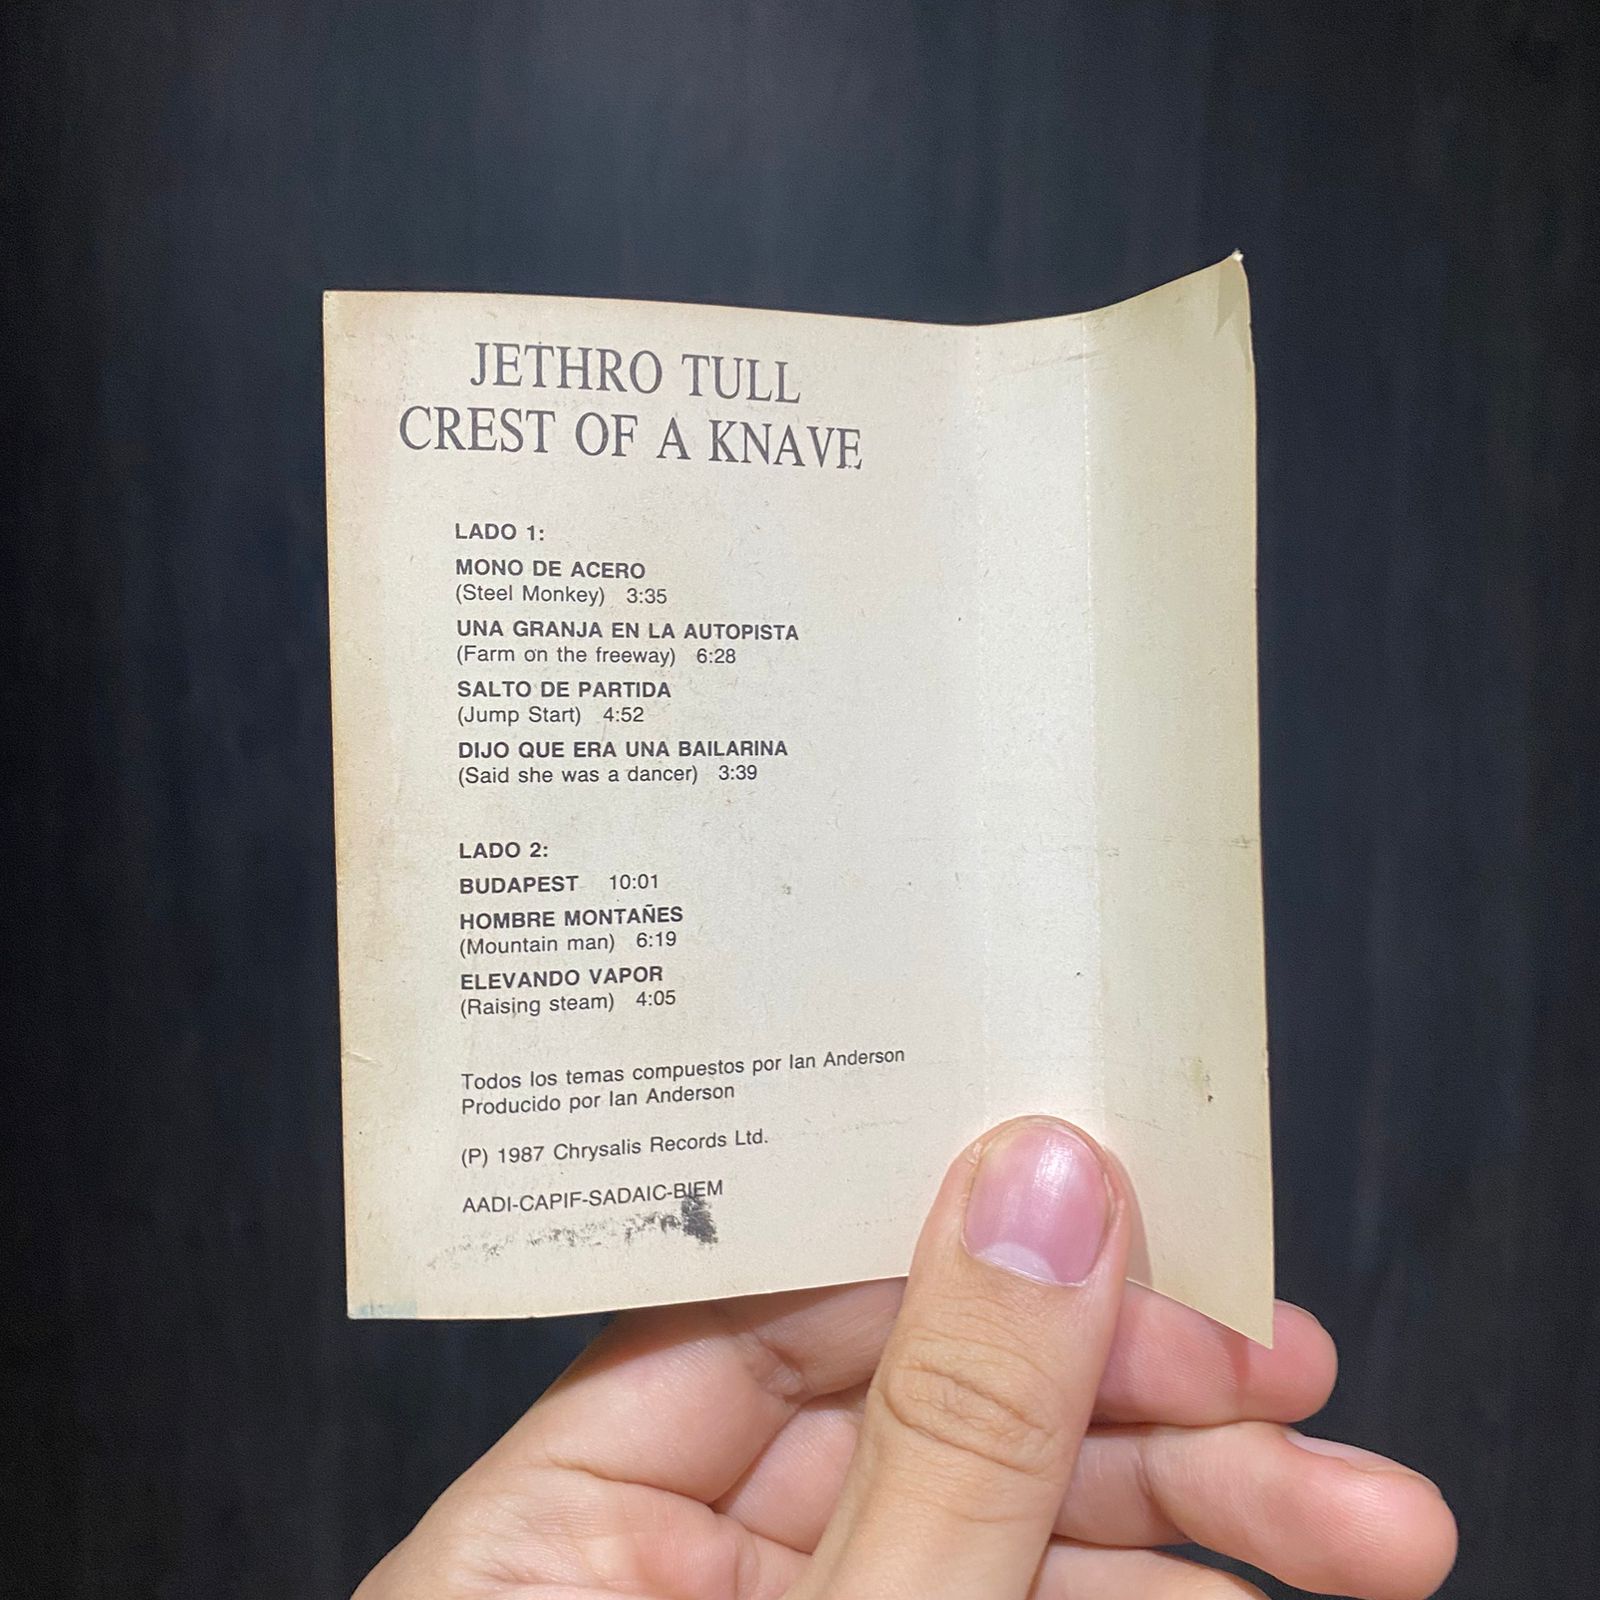 JETHRO TULL
CREST OF A KNAVE
LADO 1:
MONO DE ACERO
(Steel Monkey) 3:35
UNA GRANJA EN LA AUTOPISTA
(Farm on the freeway) 6:28
SALTO DE PARTIDA
(Jump Start) 4:52
DIJO QUE ERA UNA BAILARINA
(Said she was a dancer) 3:39
LADO 2:
BUDAPEST 10:01
HOMBRE MONTAÑES
(Mountain man) 6:19
ELEVANDO VAPOR
(Raising steam) 4:05
Todos los temas compuestos por Ian Anderson
Producido por Ian Anderson
(P) 1987 Chrysalis Records Ltd.
AADI-CAPIF-SADAIC-BIEM